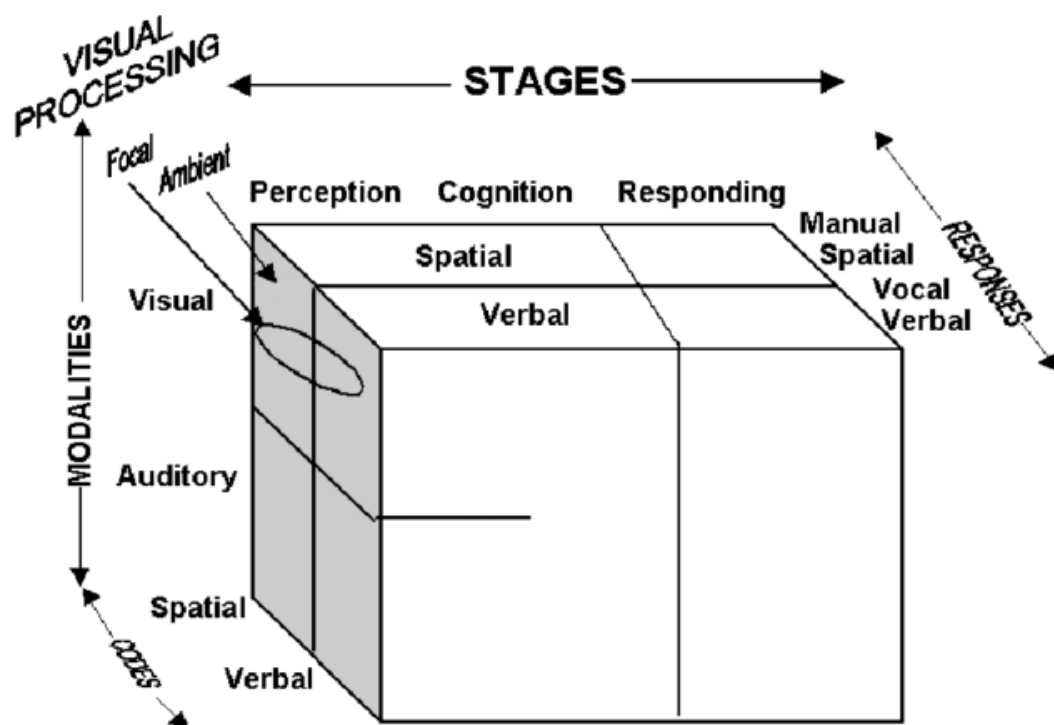 VISUAL
PROCESSING
STAGES
Focal
Ambient
Perception Cognition Responding
Manual
Spatial
Spatial
Vocal
Verbal
Visual
Verbal
RESPONSES
MODALITIES
Auditory
Spatial
Verbal
CODES